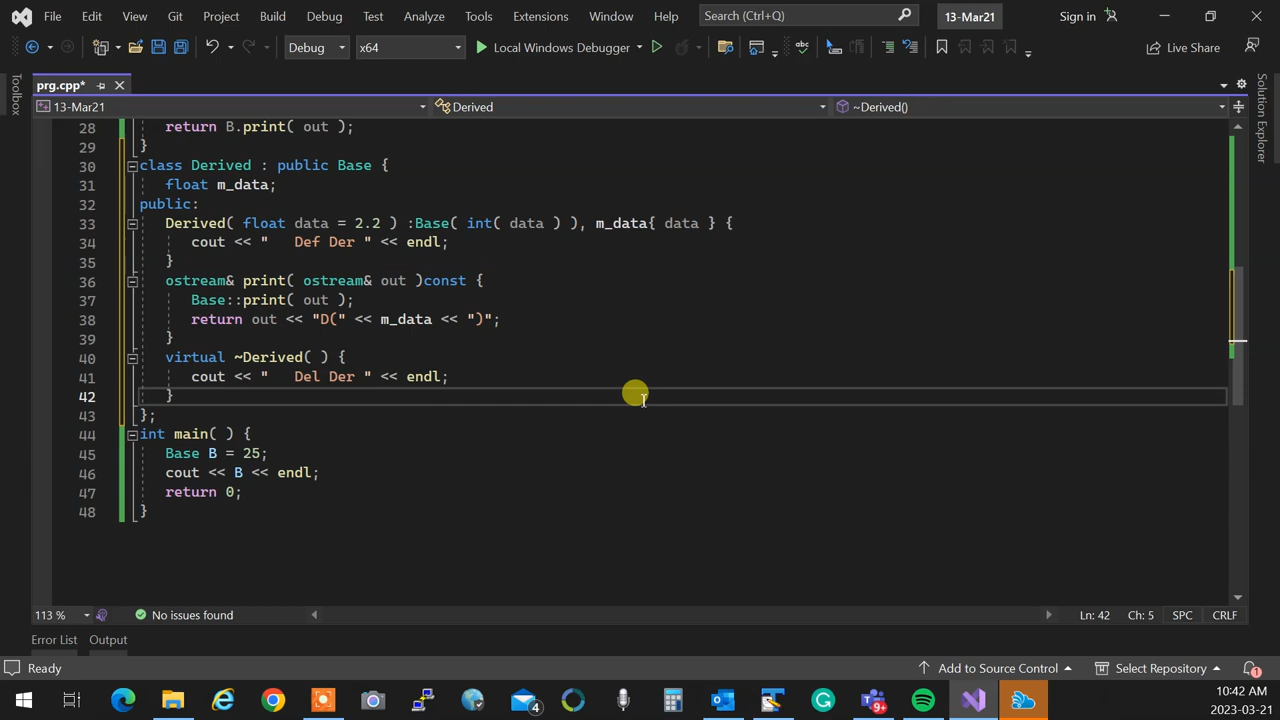 File Edit View Git Project Build Debug Test Analyze Tools Extensions Window Help Search (Ctrl+Q) 13-Mar21 Sign in
Debug x64 Local Windows Debugger Live Share
prg.cpp*
13-Mar21 Derived ~Derived()
Toolbox
Solution Explorer
28 return B.print( out );
29 }
30 class Derived : public Base {
31 float m_data;
32 public:
33 Derived( float data = 2.2 ) :Base( int( data ) ), m_data{ data } {
34 cout << "   Def Der " << endl;
35 }
36 ostream& print( ostream& out )const {
37 Base::print( out );
38 return out << "D(" << m_data << ")";
39 }
40 virtual ~Derived( ) {
41 cout << "   Del Der " << endl;
42 }
43 };
44 int main( ) {
45 Base B = 25;
46 cout << B << endl;
47 return 0;
48 }
113 % No issues found Ln: 42 Ch: 5 SPC CRLF
Error List Output
Ready Add to Source Control Select Repository 1
4 9+ 10:42 AM
2023-03-21